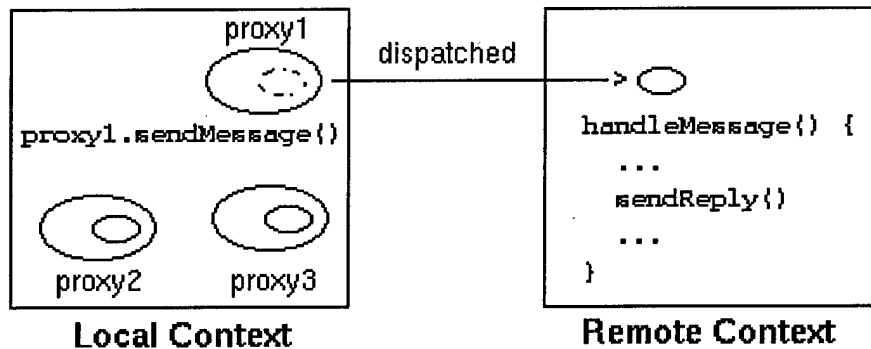 proxy1
dispatched
>
proxy1.sendMessage()
handleMessage() {
...
sendReply()
...
}
proxy2
proxy3
Local Context
Remote Context